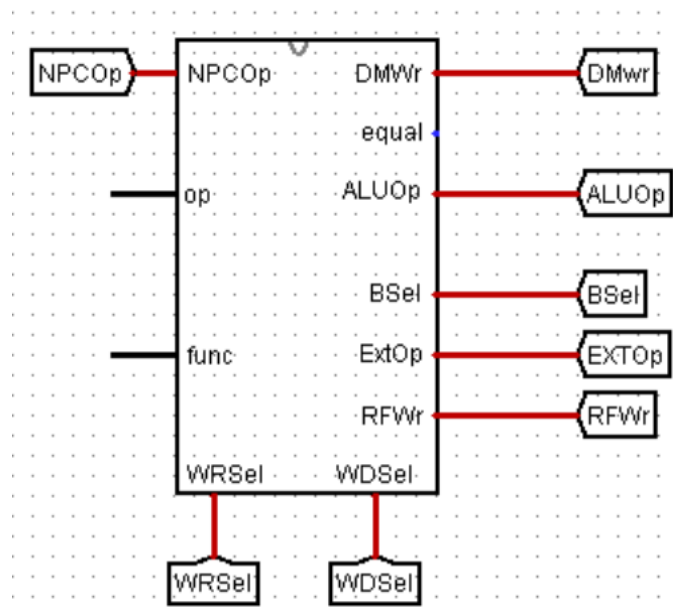 NPCOp NPCOp DMWr DMwr
equal
op ALUOp ALUOp
BSel BSel
func ExtOp EXTOp
RFWr RFWr
WRSel WDSel
WRSel WDSel